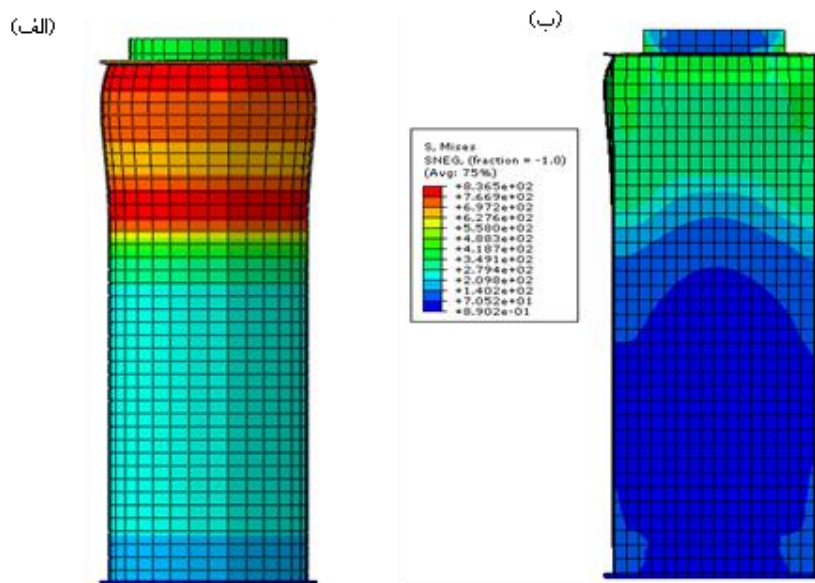 (الف)
(ب)
S, Mises
SNEG, (fraction = -1.0)
(Avg: 75%)
+8.365e+02
+7.669e+02
+6.972e+02
+6.276e+02
+5.580e+02
+4.883e+02
+4.187e+02
+3.491e+02
+2.794e+02
+2.098e+02
+1.402e+02
+7.052e+01
+8.902e-01